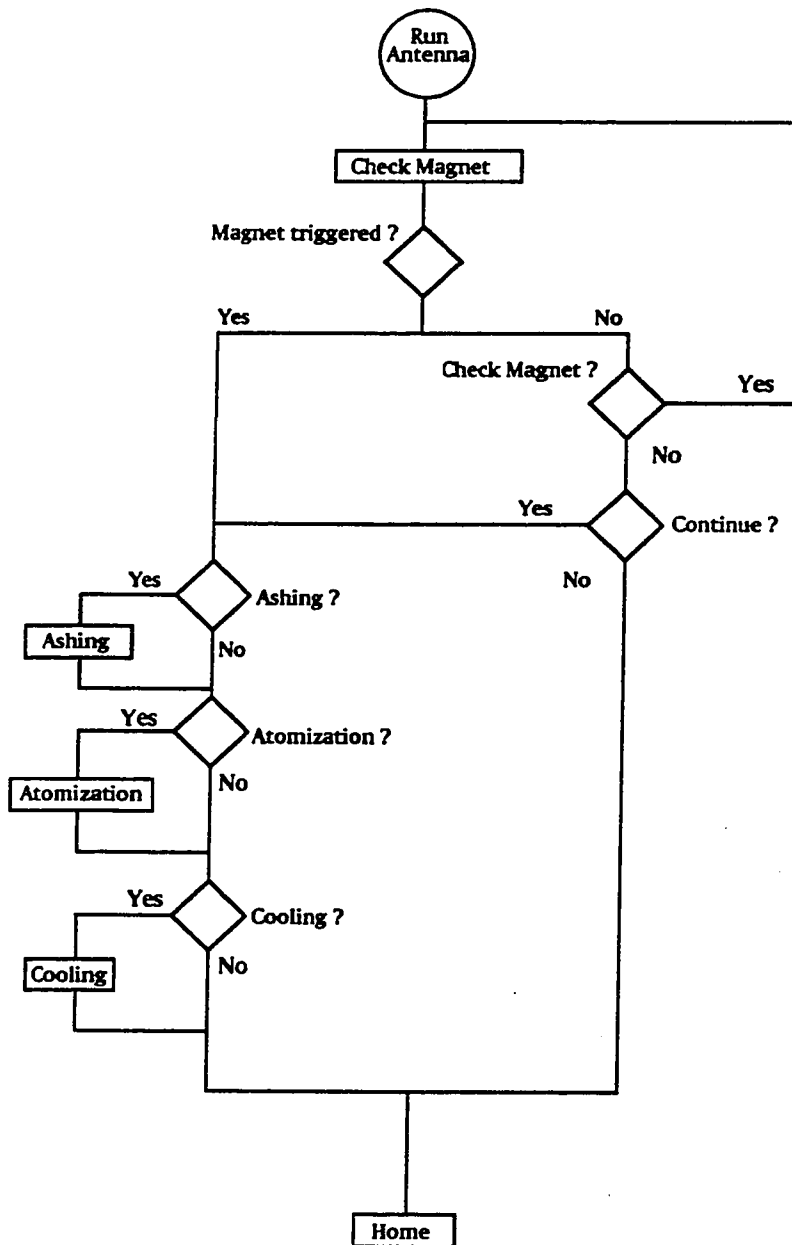 Run
Antenna
Check Magnet
Magnet triggered ?
Yes
No
Check Magnet ?
Yes
No
Yes
Continue ?
No
Yes
Ashing ?
Ashing
No
Yes
Atomization ?
No
Atomization
Yes
Cooling ?
No
Cooling
Home